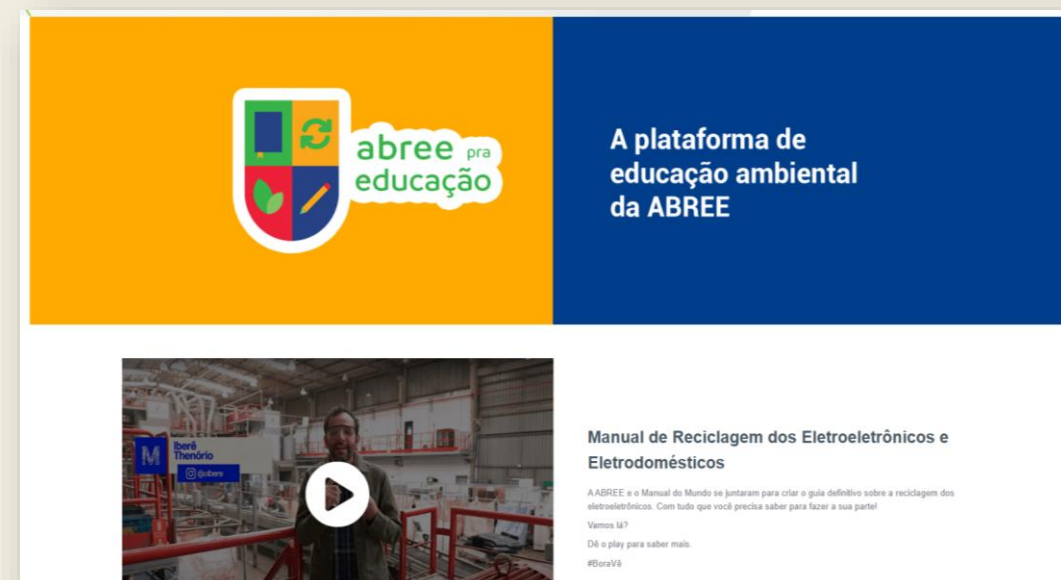 abree pra
educação
A plataforma de
educação ambiental
da ABREE
M
Iberê
Thenório
@oibere
Manual de Reciclagem dos Eletroeletrônicos e
Eletrodomésticos
A ABREE e o Manual do Mundo se juntaram para criar o guia definitivo sobre a reciclagem dos
eletroeletrônicos. Com tudo que você precisa saber para fazer a sua parte!
Vamos lá?
Dê o play para saber mais.
#BoraVê